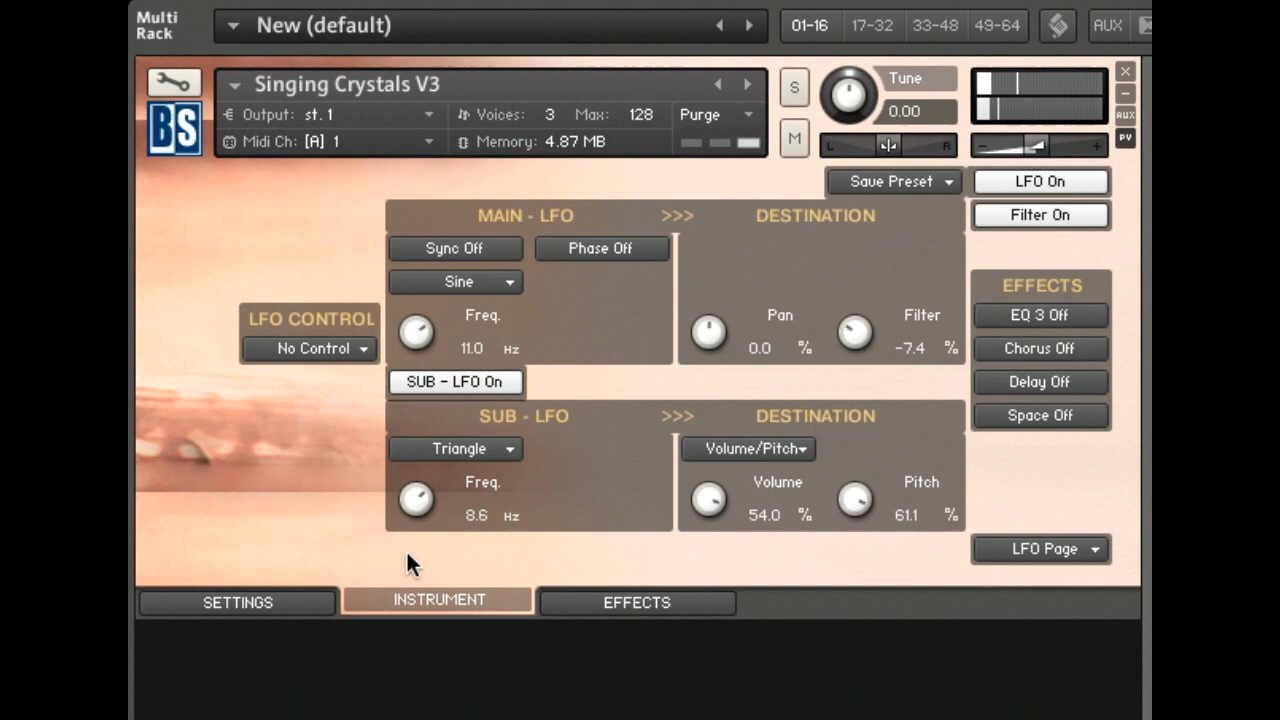 Multi Rack
New (default)
01-16 17-32 33-48 49-64 AUX
Singing Crystals V3
S
Tune
BS
Output: st. 1
Voices: 3 Max: 128 Purge
0.00
AUX
Midi Ch: [A] 1
Memory: 4.87 MB
M
L R
- +
PV
Save Preset
LFO On
MAIN - LFO >>> DESTINATION
Filter On
Sync Off
Phase Off
Sine
EFFECTS
LFO CONTROL
Freq.
Pan
Filter
EQ 3 Off
No Control
11.0 Hz
0.0 %
-7.4 %
Chorus Off
SUB - LFO On
Delay Off
SUB - LFO >>> DESTINATION
Space Off
Triangle
Volume/Pitch
Freq.
Volume
Pitch
8.6 Hz
54.0 %
61.1 %
LFO Page
SETTINGS
INSTRUMENT
EFFECTS